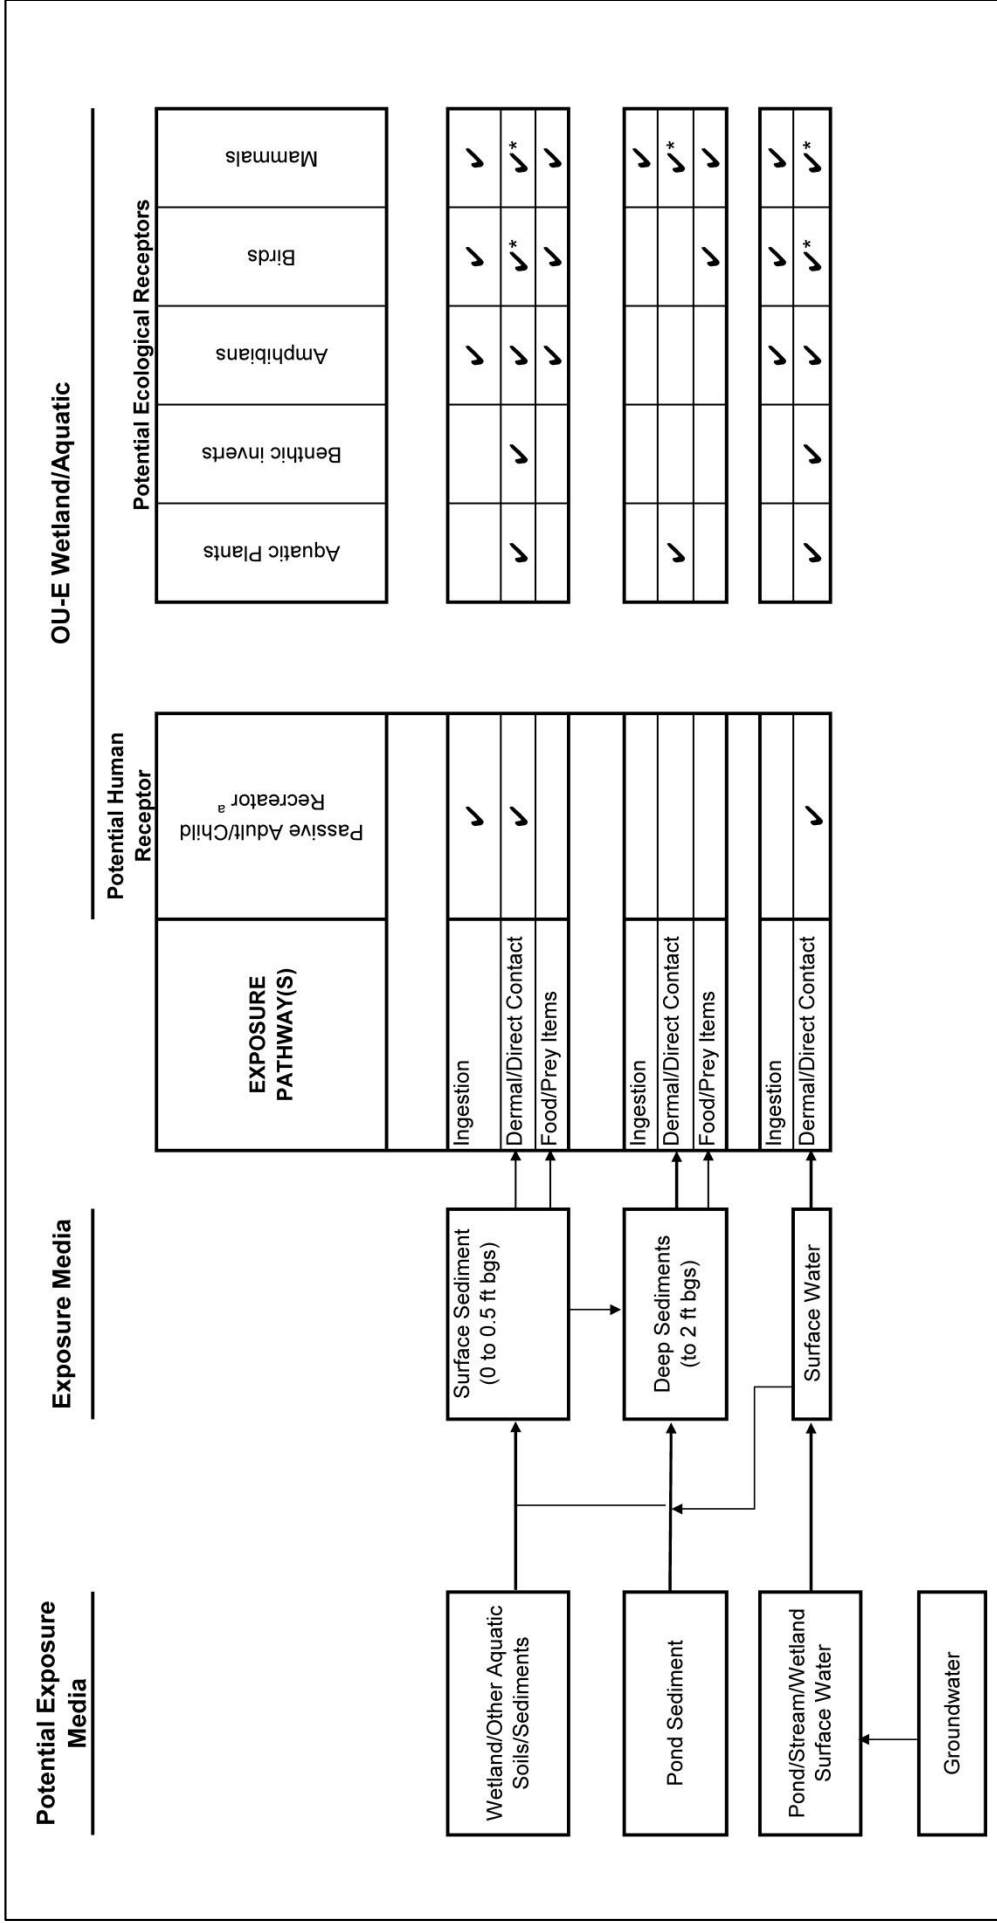 OU-E Wetland/Aquatic
Potential Exposure
Media
Exposure Media
Potential Human
Receptor
Potential Ecological Receptors
EXPOSURE
PATHWAY(S)
Passive Adult/Child
Recreator a
Aquatic Plants
Benthic inverts
Amphibians
Birds
Mammals
Wetland/Other Aquatic
Soils/Sediments
Surface Sediment
(0 to 0.5 ft bgs)
Ingestion ✓ ✓ ✓ ✓
Dermal/Direct Contact ✓ ✓ ✓ ✓ ✓* ✓*
Food/Prey Items ✓ ✓ ✓
Pond Sediment
Deep Sediments
(to 2 ft bgs)
Ingestion ✓
Dermal/Direct Contact ✓ ✓*
Food/Prey Items ✓ ✓
Pond/Stream/Wetland
Surface Water
Surface Water
Ingestion ✓ ✓ ✓
Dermal/Direct Contact ✓ ✓ ✓ ✓ ✓* ✓*
Groundwater